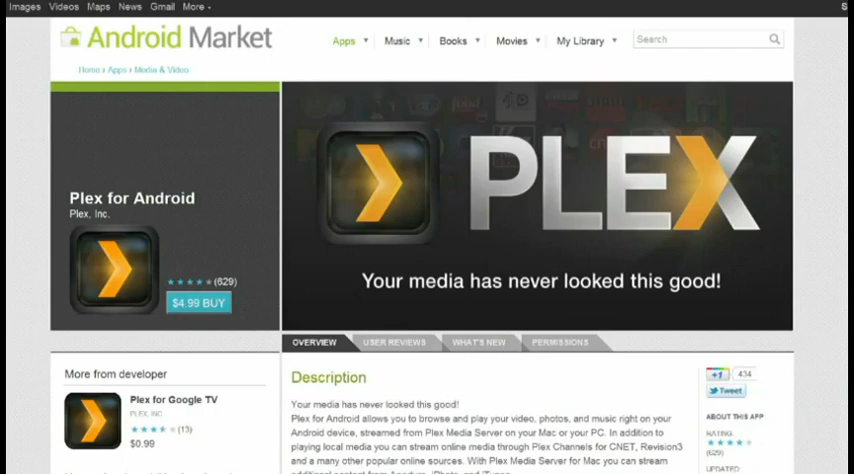 Images Videos Maps News Gmail More
Android Market
Apps Music Books Movies My Library Search
Home › Apps › Media & Video
PLEX
Your media has never looked this good!
Plex for Android
Plex, Inc.
(629)
$4.99 BUY
OVERVIEW USER REVIEWS WHAT'S NEW PERMISSIONS
More from developer
Plex for Google TV
PLEX, INC
(13)
$0.99
Description
Your media has never looked this good!
Plex for Android allows you to browse and play your video, photos, and music right on your
Android device, streamed from Plex Media Server on your Mac or your PC. In addition to
playing local media you can stream online media through Plex Channels for CNET, Revision3
and a many other popular online sources. With Plex Media Server for Mac you can stream
+1 434
Tweet
ABOUT THIS APP
RATING:
(629)
UPDATED